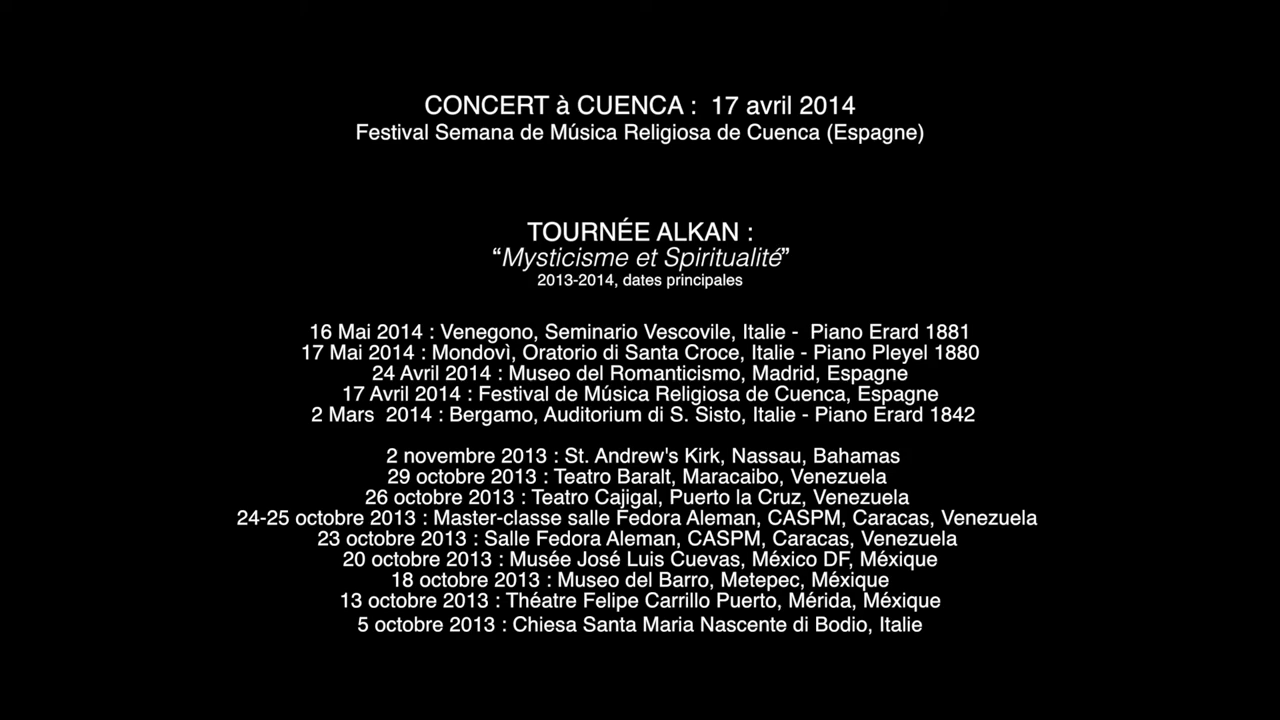 CONCERT à CUENCA : 17 avril 2014
Festival Semana de Música Religiosa de Cuenca (Espagne)
TOURNÉE ALKAN :
“Mysticisme et Spiritualité”
2013-2014, dates principales
16 Mai 2014 : Venegono, Seminario Vescovile, Italie - Piano Erard 1881
17 Mai 2014 : Mondovì, Oratorio di Santa Croce, Italie - Piano Pleyel 1880
24 Avril 2014 : Museo del Romanticismo, Madrid, Espagne
17 Avril 2014 : Festival de Música Religiosa de Cuenca, Espagne
2 Mars 2014 : Bergamo, Auditorium di S. Sisto, Italie - Piano Erard 1842
2 novembre 2013 : St. Andrew's Kirk, Nassau, Bahamas
29 octobre 2013 : Teatro Baralt, Maracaibo, Venezuela
26 octobre 2013 : Teatro Cajigal, Puerto la Cruz, Venezuela
24-25 octobre 2013 : Master-classe salle Fedora Aleman, CASPM, Caracas, Venezuela
23 octobre 2013 : Salle Fedora Aleman, CASPM, Caracas, Venezuela
20 octobre 2013 : Musée José Luis Cuevas, México DF, Méxique
18 octobre 2013 : Museo del Barro, Metepec, Méxique
13 octobre 2013 : Théatre Felipe Carrillo Puerto, Mérida, Méxique
5 octobre 2013 : Chiesa Santa Maria Nascente di Bodio, Italie